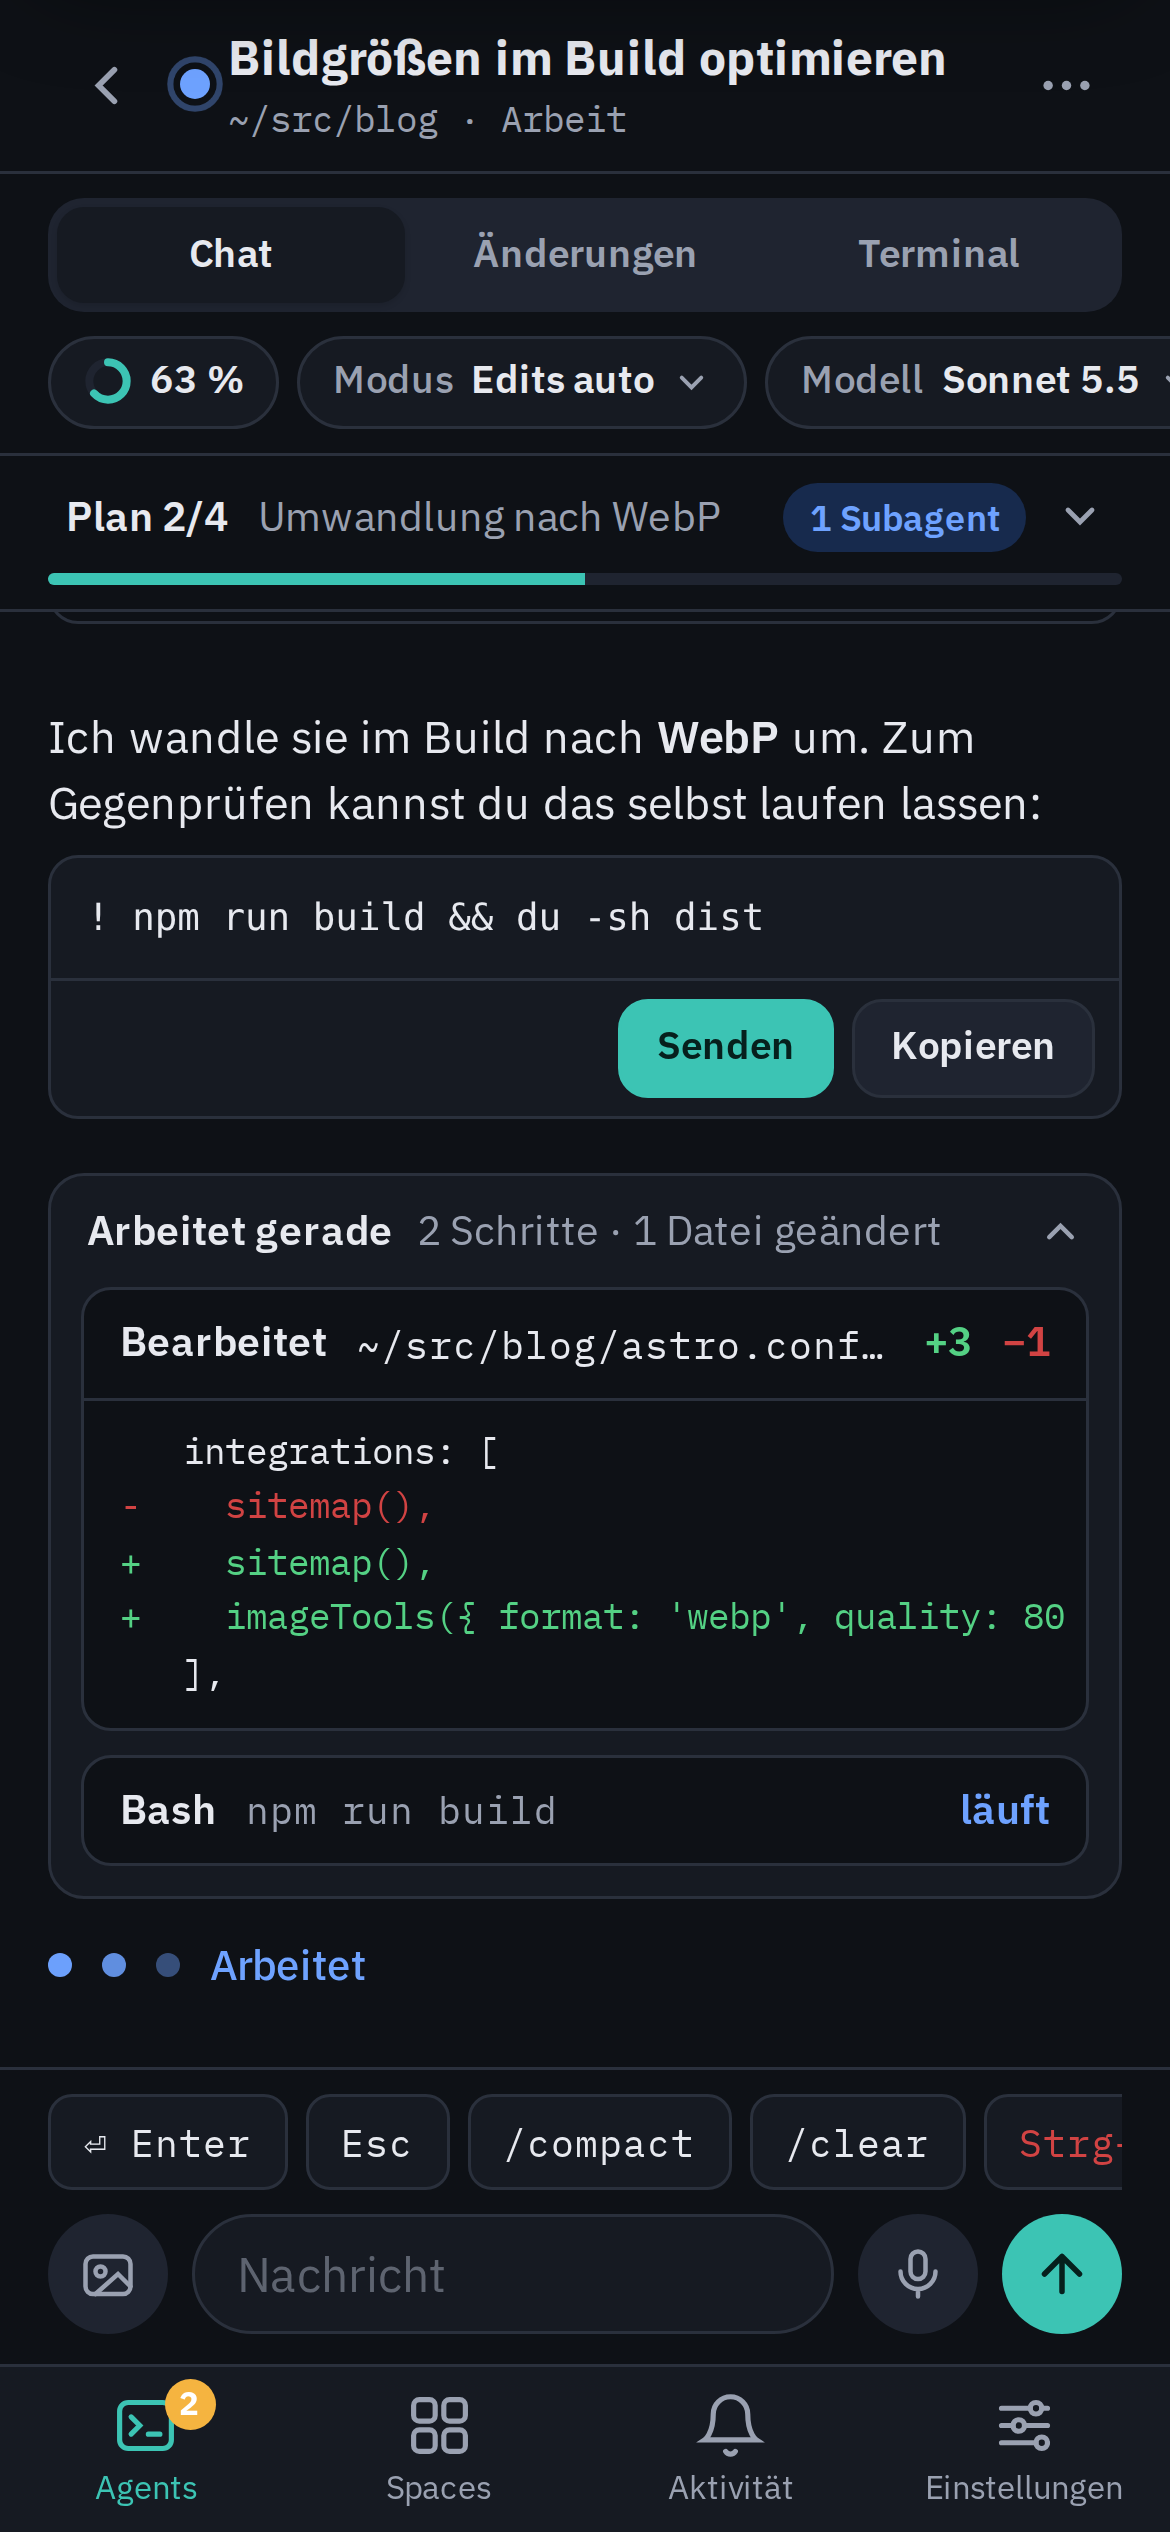 Bildgrößen im Build optimieren
~/src/blog · Arbeit
Chat Änderungen Terminal
63 % Modus Edits auto Modell Sonnet 5.5
Plan 2/4 Umwandlung nach WebP 1 Subagent
Ich wandle sie im Build nach WebP um. Zum
Gegenprüfen kannst du das selbst laufen lassen:
! npm run build && du -sh dist
Senden Kopieren
Arbeitet gerade 2 Schritte · 1 Datei geändert
Bearbeitet ~/src/blog/astro.conf… +3 −1
integrations: [
- sitemap(),
+ sitemap(),
+ imageTools({ format: 'webp', quality: 80
],
Bash npm run build läuft
Arbeitet
⏎ Enter Esc /compact /clear Strg-
Nachricht
2
Agents Spaces Aktivität Einstellungen